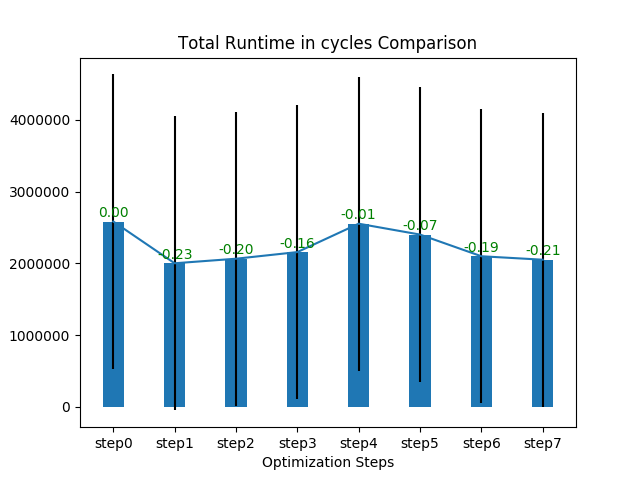 Total Runtime in cycles Comparison
4000000
3000000
2000000
1000000
0
0.00
-0.23
-0.20
-0.16
-0.01
-0.07
-0.19
-0.21
step0
step1
step2
step3
step4
step5
step6
step7
Optimization Steps